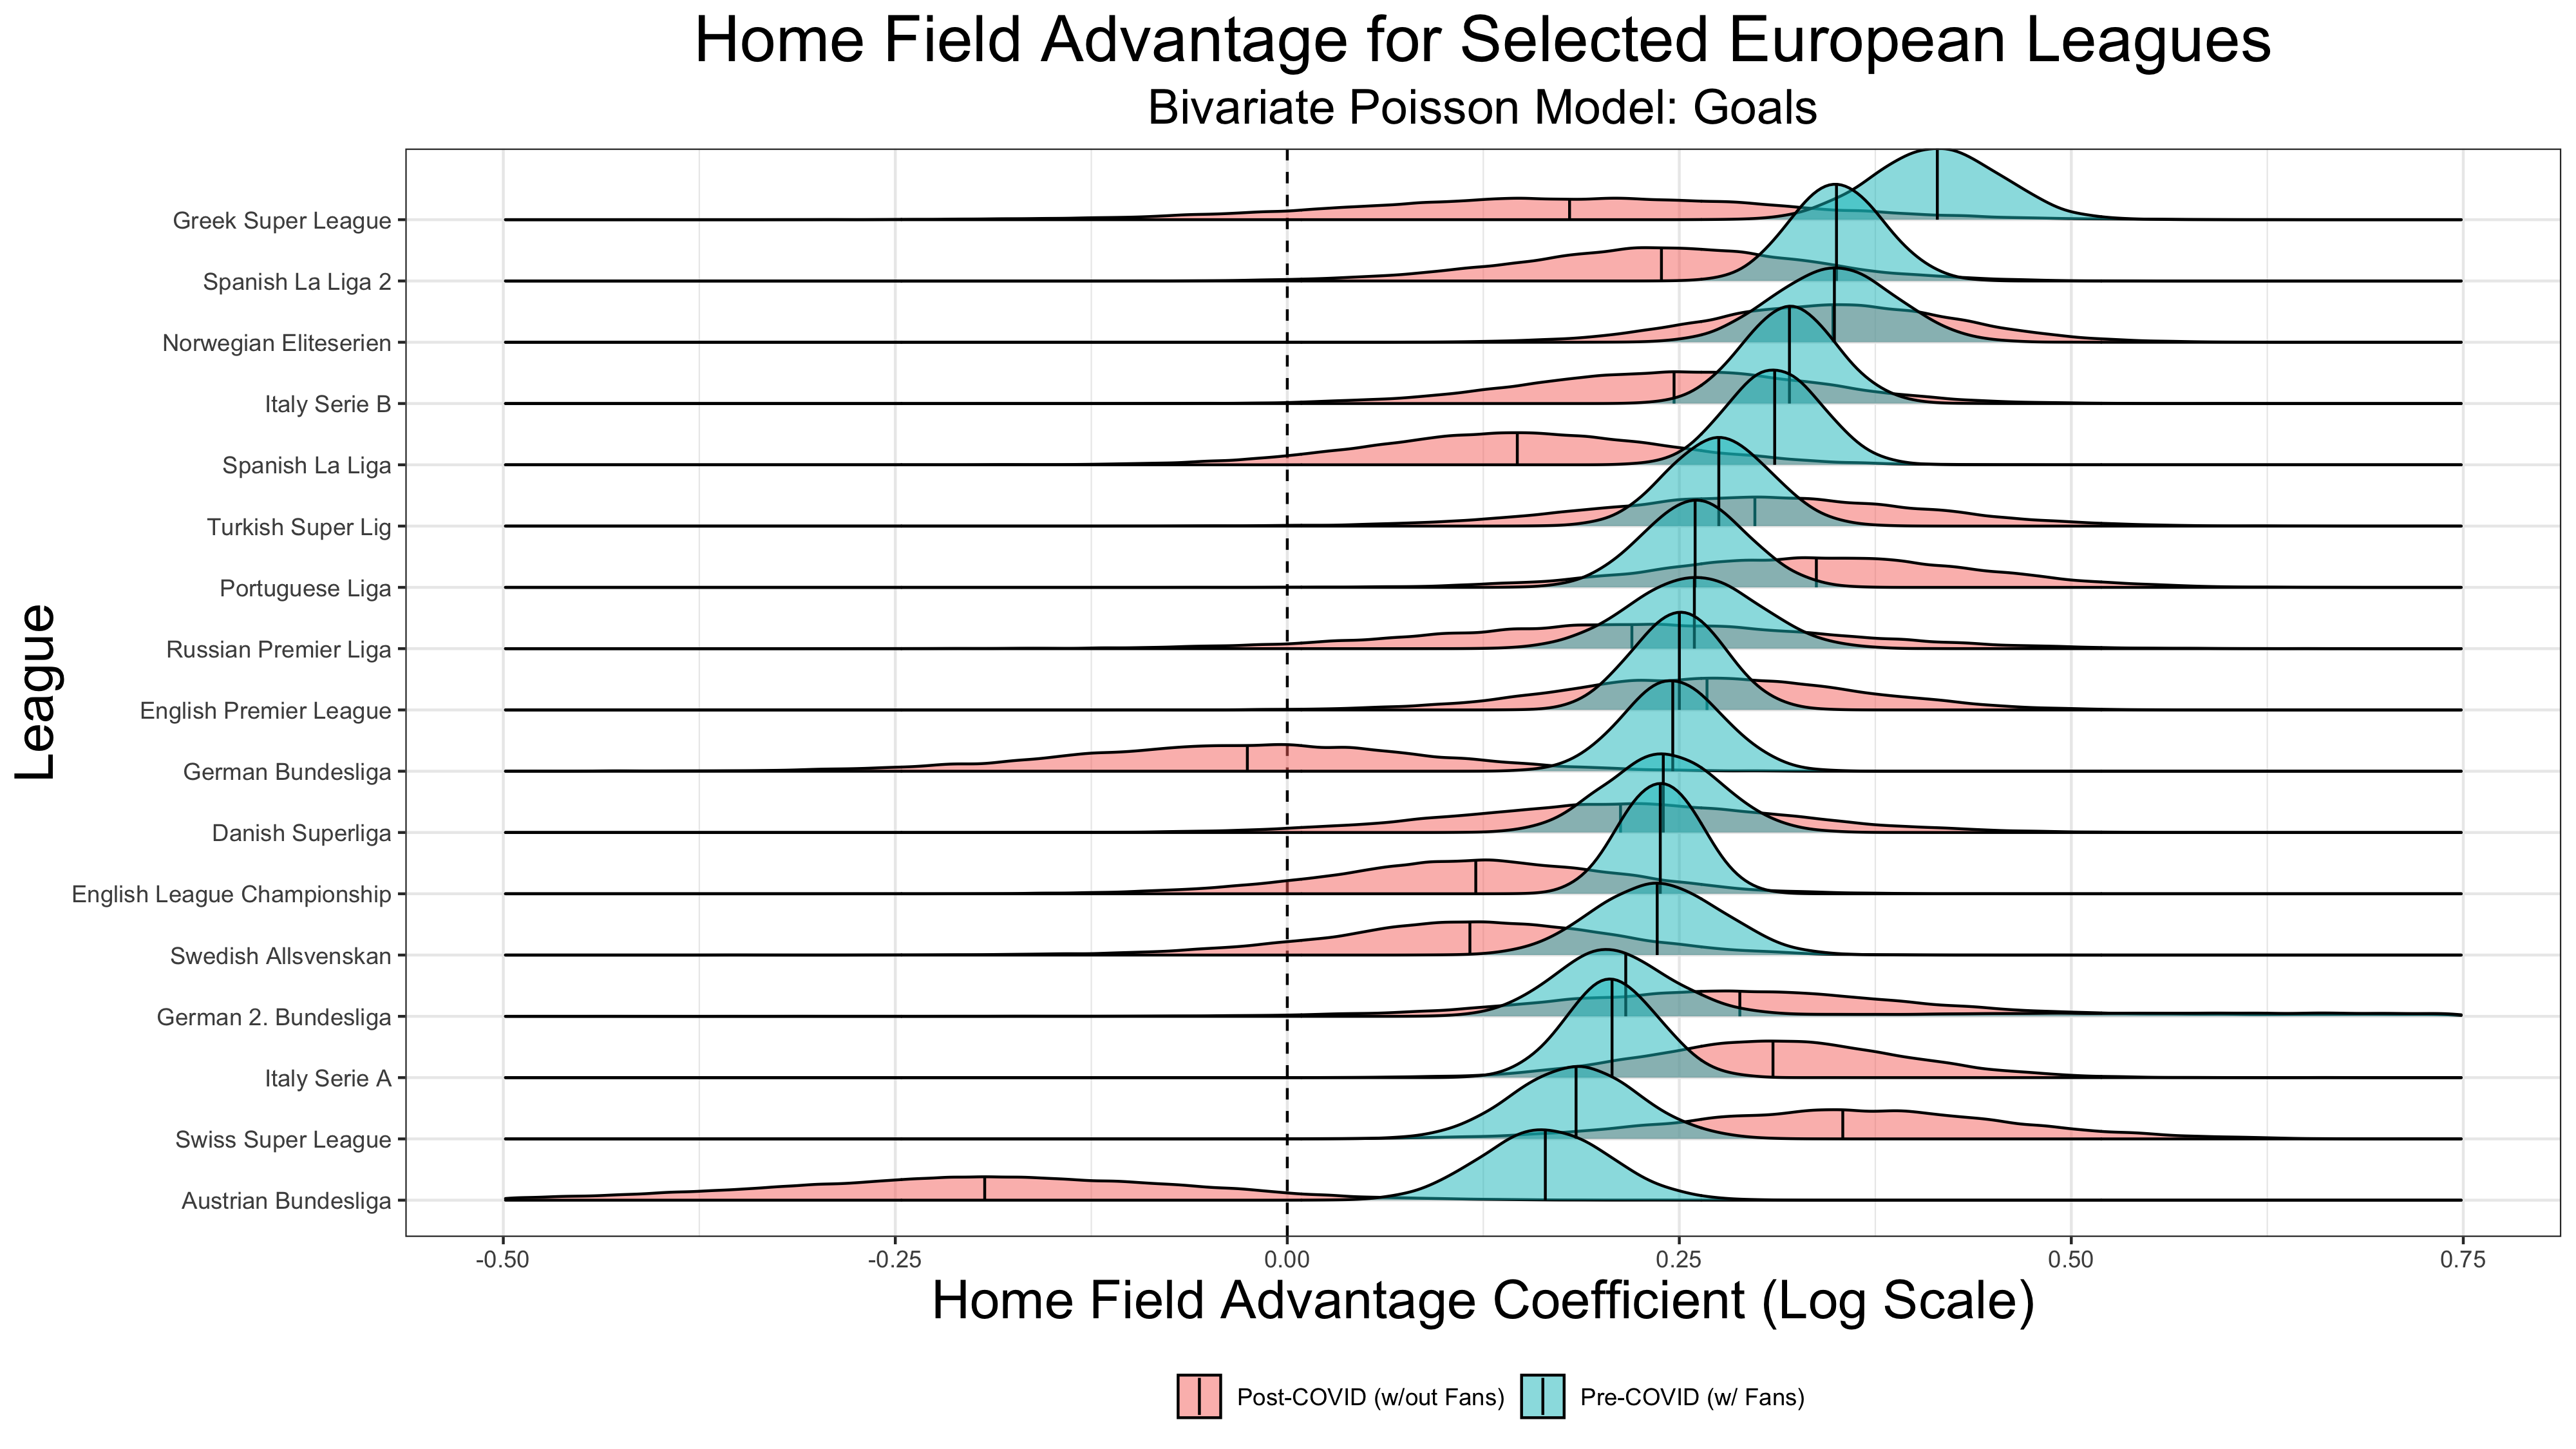 Home Field Advantage for Selected European Leagues
Bivariate Poisson Model: Goals
League
Greek Super League
Spanish La Liga 2
Norwegian Eliteserien
Italy Serie B
Spanish La Liga
Turkish Super Lig
Portuguese Liga
Russian Premier Liga
English Premier League
German Bundesliga
Danish Superliga
English League Championship
Swedish Allsvenskan
German 2. Bundesliga
Italy Serie A
Swiss Super League
Austrian Bundesliga
-0.50 -0.25 0.00 0.25 0.50 0.75
Home Field Advantage Coefficient (Log Scale)
Post-COVID (w/out Fans) Pre-COVID (w/ Fans)